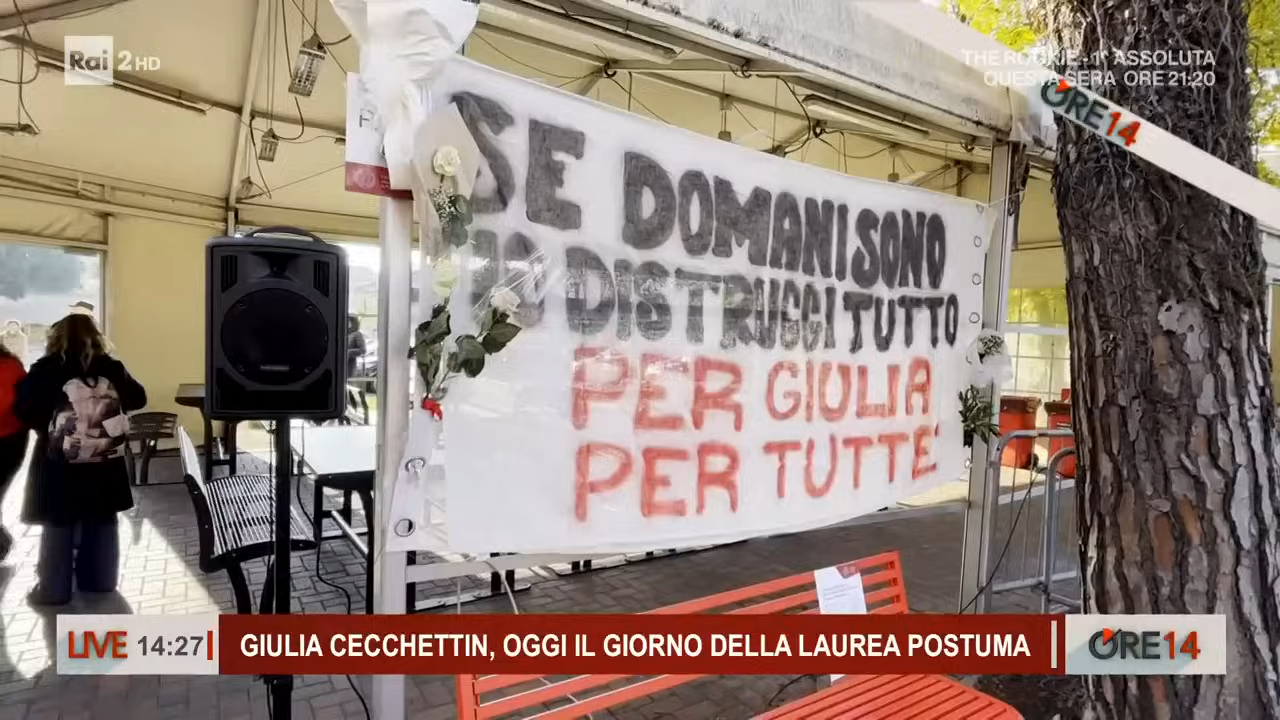 Rai 2 HD
THE ROOKIE - 1ª ASSOLUTA
QUESTA SERA ORE 21:20
ORE14
SE DOMANI SONO
IO DISTRUGGI TUTTO
PER GIULIA
PER TUTTE
LIVE 14:27
GIULIA CECCHETTIN, OGGI IL GIORNO DELLA LAUREA POSTUMA
ORE14